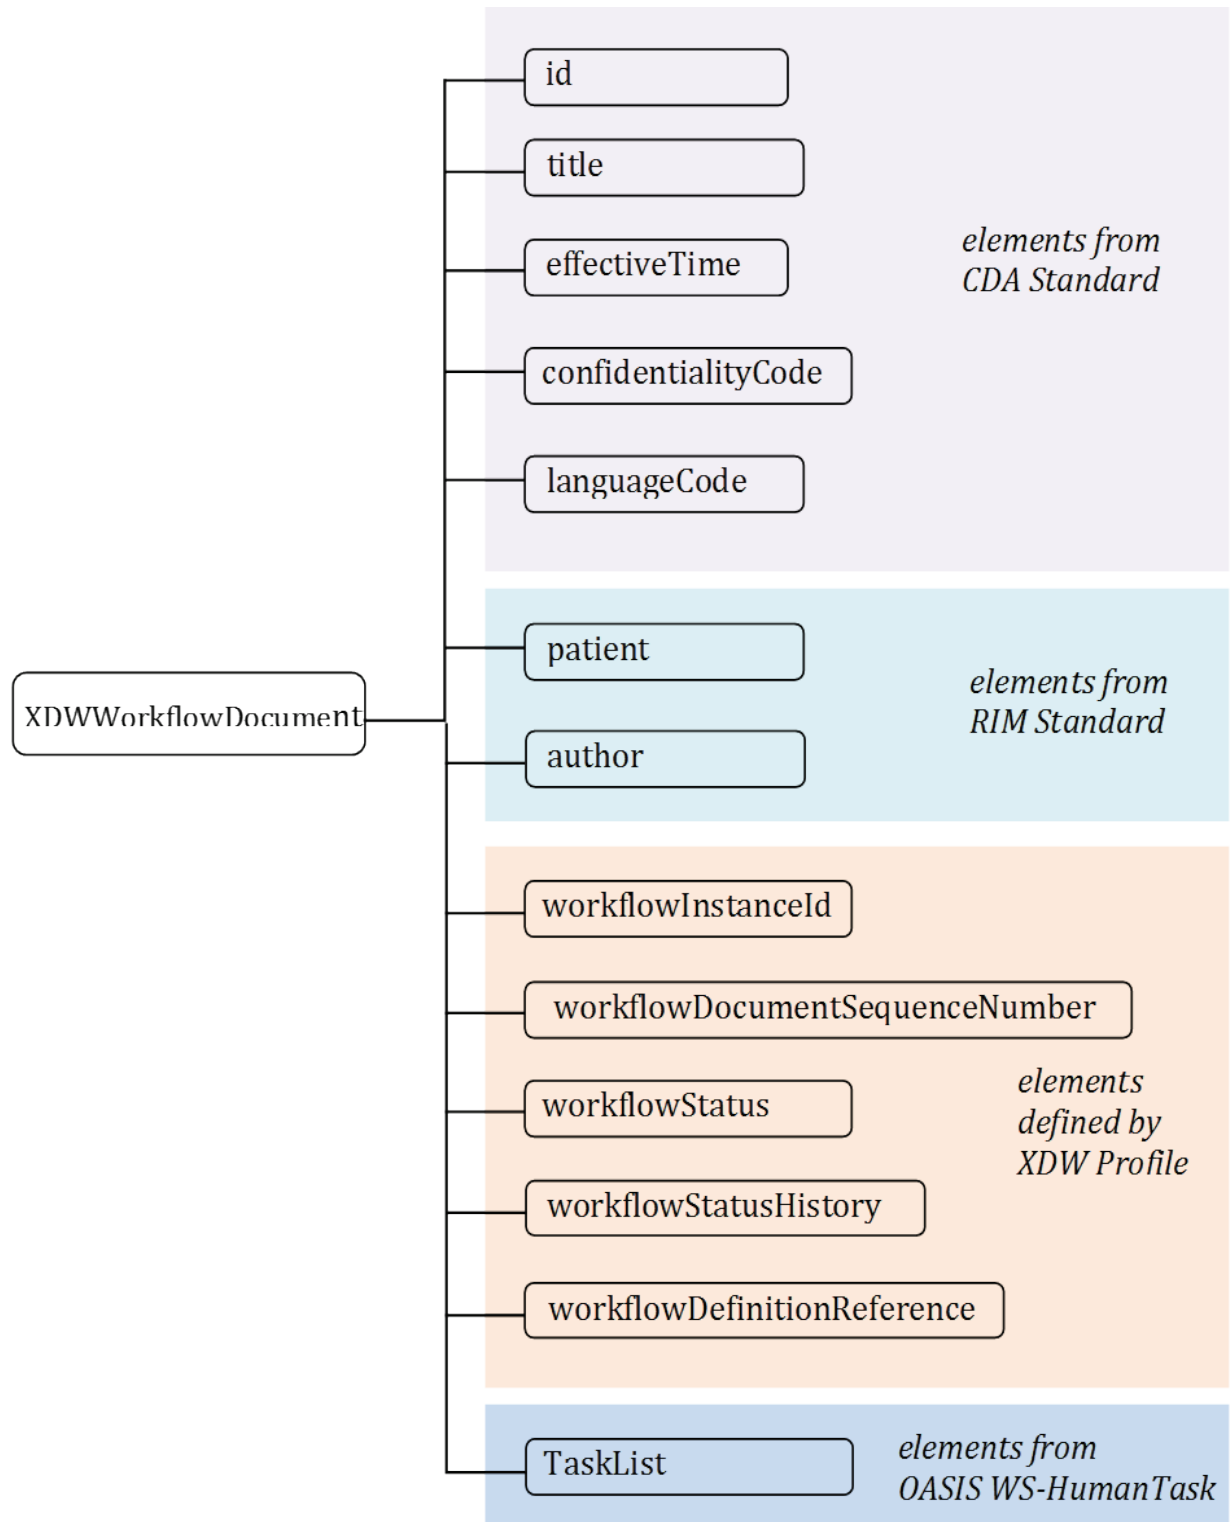 id
title
effectiveTime
elements from
CDA Standard
confidentialityCode
languageCode
patient
elements from
RIM Standard
XDWWorkflowDocument
author
workflowInstanceId
workflowDocumentSequenceNumber
workflowStatus
elements
defined by
XDW Profile
workflowStatusHistory
workflowDefinitionReference
TaskList
elements from
OASIS WS-HumanTask